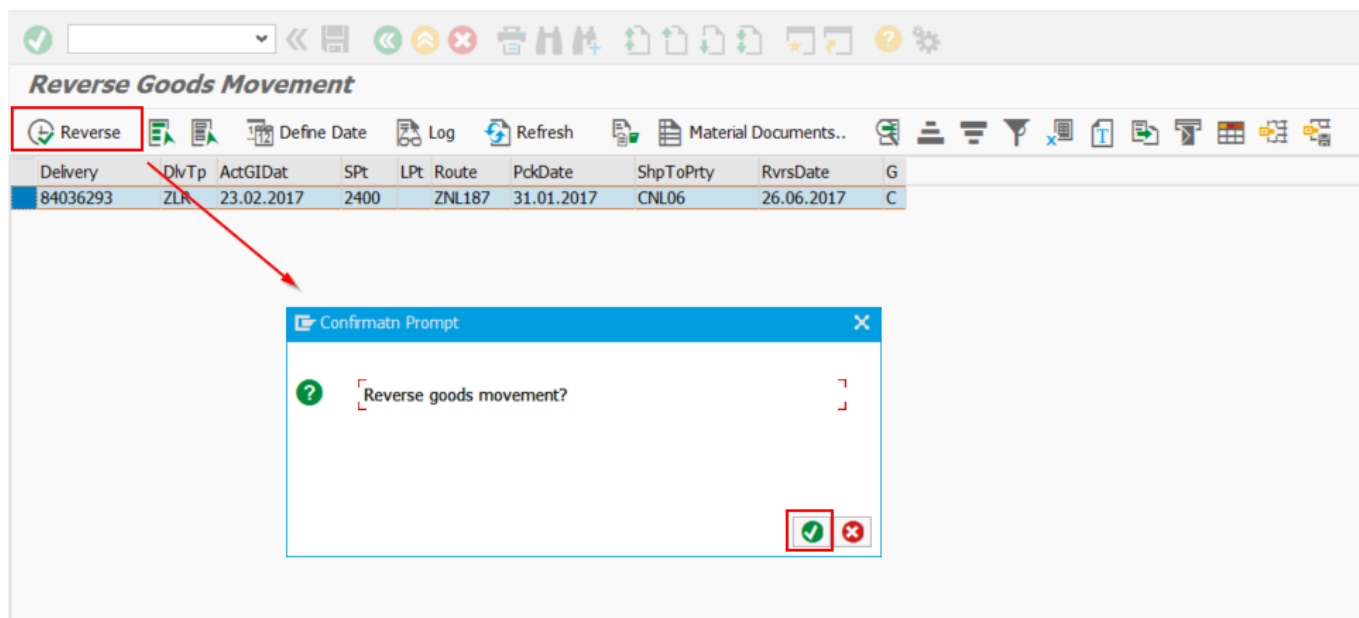 Reverse Goods Movement
Reverse Define Date Log Refresh Material Documents..
Delivery DlvTp ActGIDat SPt LPt Route PckDate ShpToPrty RvrsDate G
84036293 ZLR 23.02.2017 2400 ZNL187 31.01.2017 CNL06 26.06.2017 C
Confirmatn Prompt
Reverse goods movement?